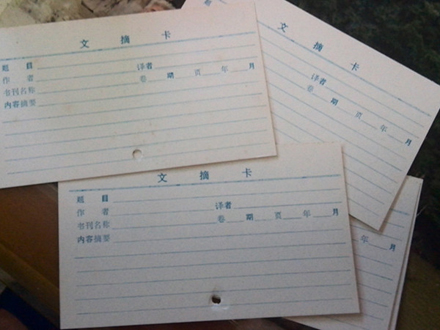 文 摘 卡
题 目
作 者 译者
书刊名称 卷 期 页 年 月
内容摘要
文 摘 卡
译者
卷 期 页 年 月
文 摘 卡
题 目
作 者 译者
书刊名称 卷 期 页 年 月
内容摘要
年 月